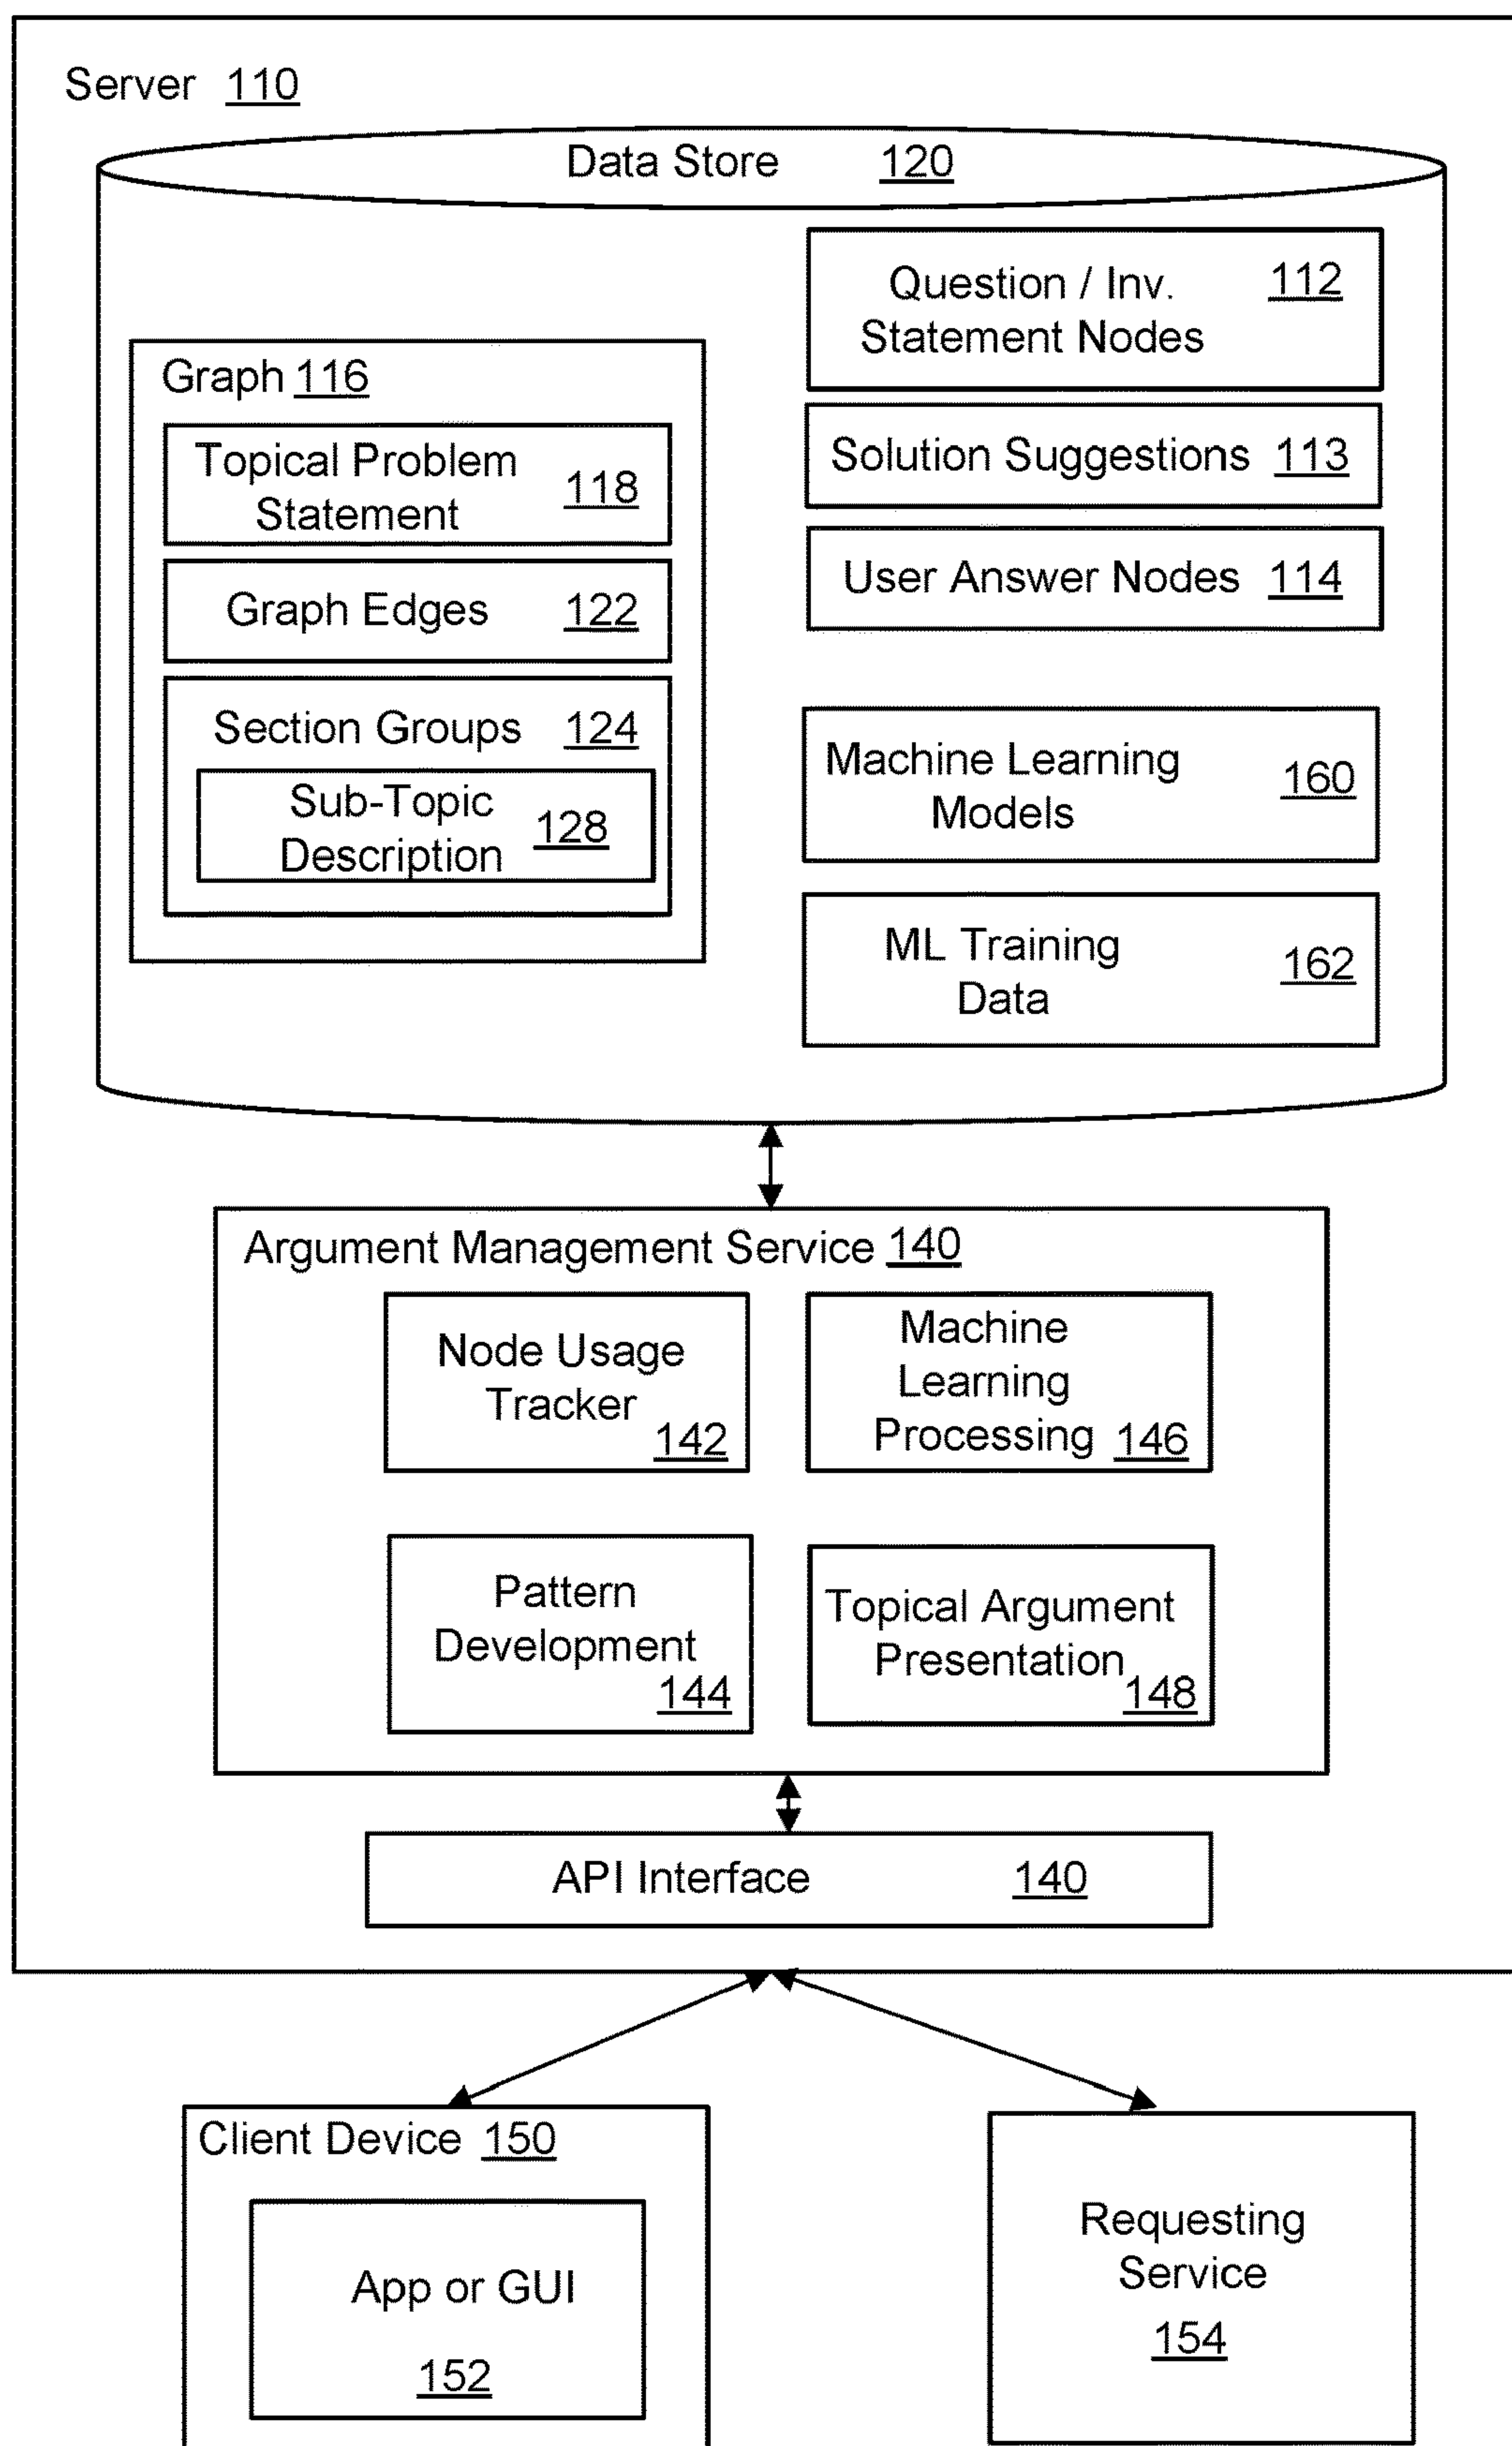 Server 110
Data Store 120
Question / Inv. 112
Statement Nodes
Solution Suggestions 113
User Answer Nodes 114
Graph 116
Topical Problem
Statement 118
Graph Edges 122
Section Groups 124
Sub-Topic
Description 128
Machine Learning
Models 160
ML Training
Data 162
Argument Management Service 140
Node Usage
Tracker
142
Machine
Learning
Processing 146
Pattern
Development
144
Topical Argument
Presentation
148
API Interface 140
Client Device 150
App or GUI
152
Requesting
Service
154